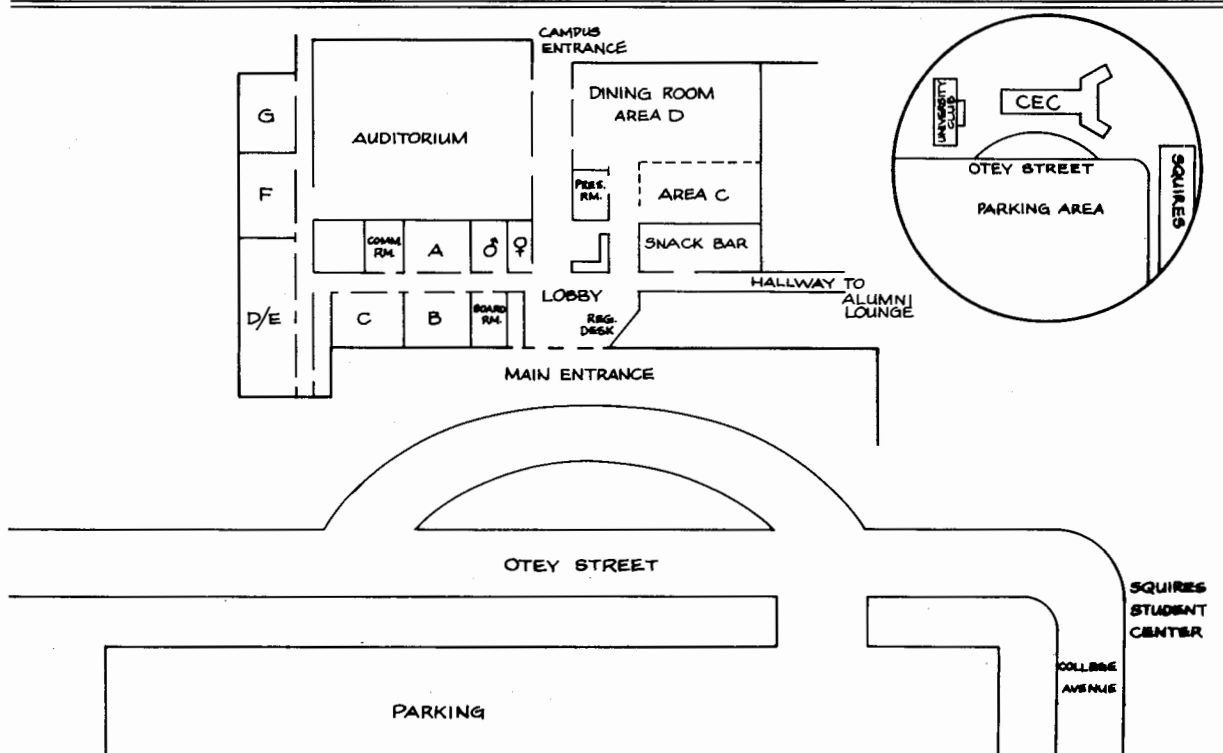 CAMPUS
ENTRANCE
G
AUDITORIUM
DINING ROOM
AREA D
F
PRES.
RM.
AREA C
COMM.
RM.
A
♂
♀
SNACK BAR
D/E
C
B
BOARD
RM.
LOBBY
REG.
DESK
HALLWAY TO
ALUMNI
LOUNGE
MAIN ENTRANCE
UNIVERSITY
CLUB
CEC
OTEY STREET
PARKING AREA
SQUIRES
OTEY STREET
SQUIRES
STUDENT
CENTER
COLLEGE
AVENUE
PARKING